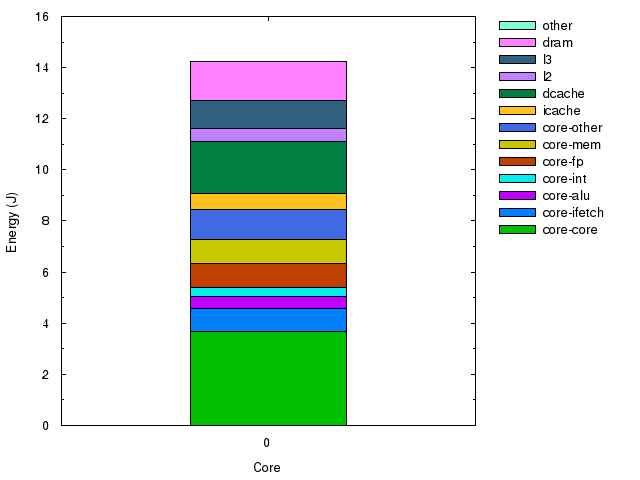 16
14
12
10
8
6
4
2
0
Energy (J)
0
Core
other
dram
l3
l2
dcache
icache
core-other
core-mem
core-fp
core-int
core-alu
core-ifetch
core-core